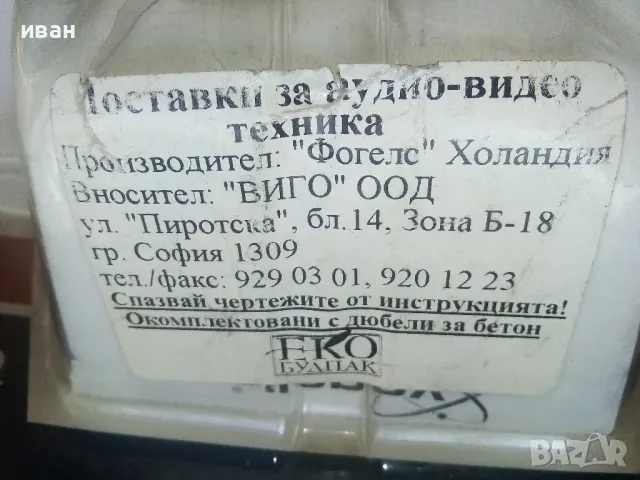 иван
Поставки за аудио-видео
техника
Производител: "Фогелс" Холандия
Вносител: "ВИГО" ООД
ул. "Пиротска", бл.14, Зона Б-18
гр. София 1309
тел./факс: 929 03 01, 920 12 23
Спазвай чертежите от инструкцията!
Окомплектовани с дюбели за бетон
ЕКО
БУЛПАК
BAZAR